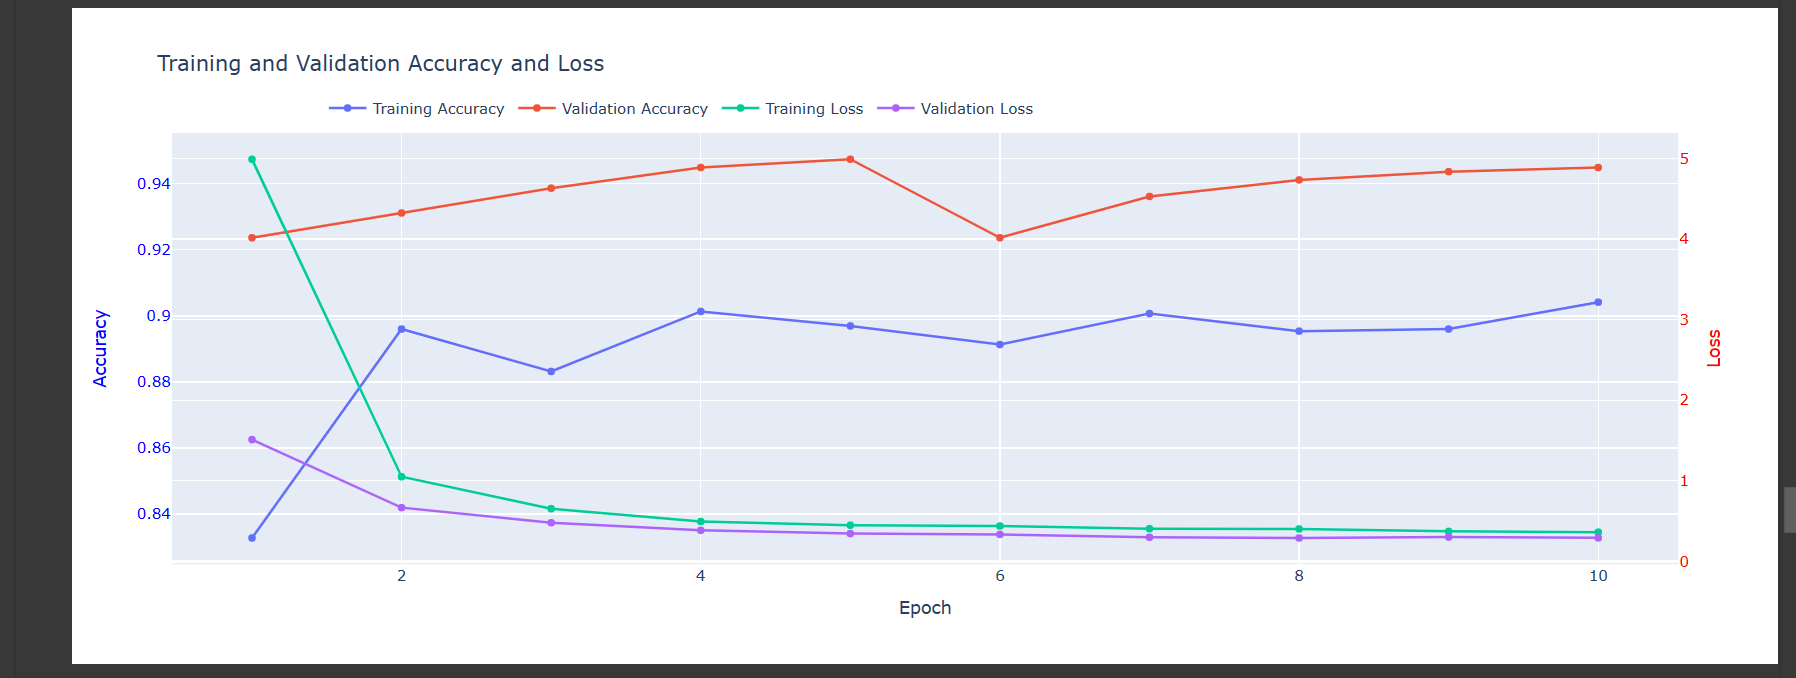 Training and Validation Accuracy and Loss
Training Accuracy Validation Accuracy Training Loss Validation Loss
0.94
0.92
0.9
0.88
0.86
0.84
Accuracy
5
4
3
2
1
0
Loss
2 4 6 8 10
Epoch